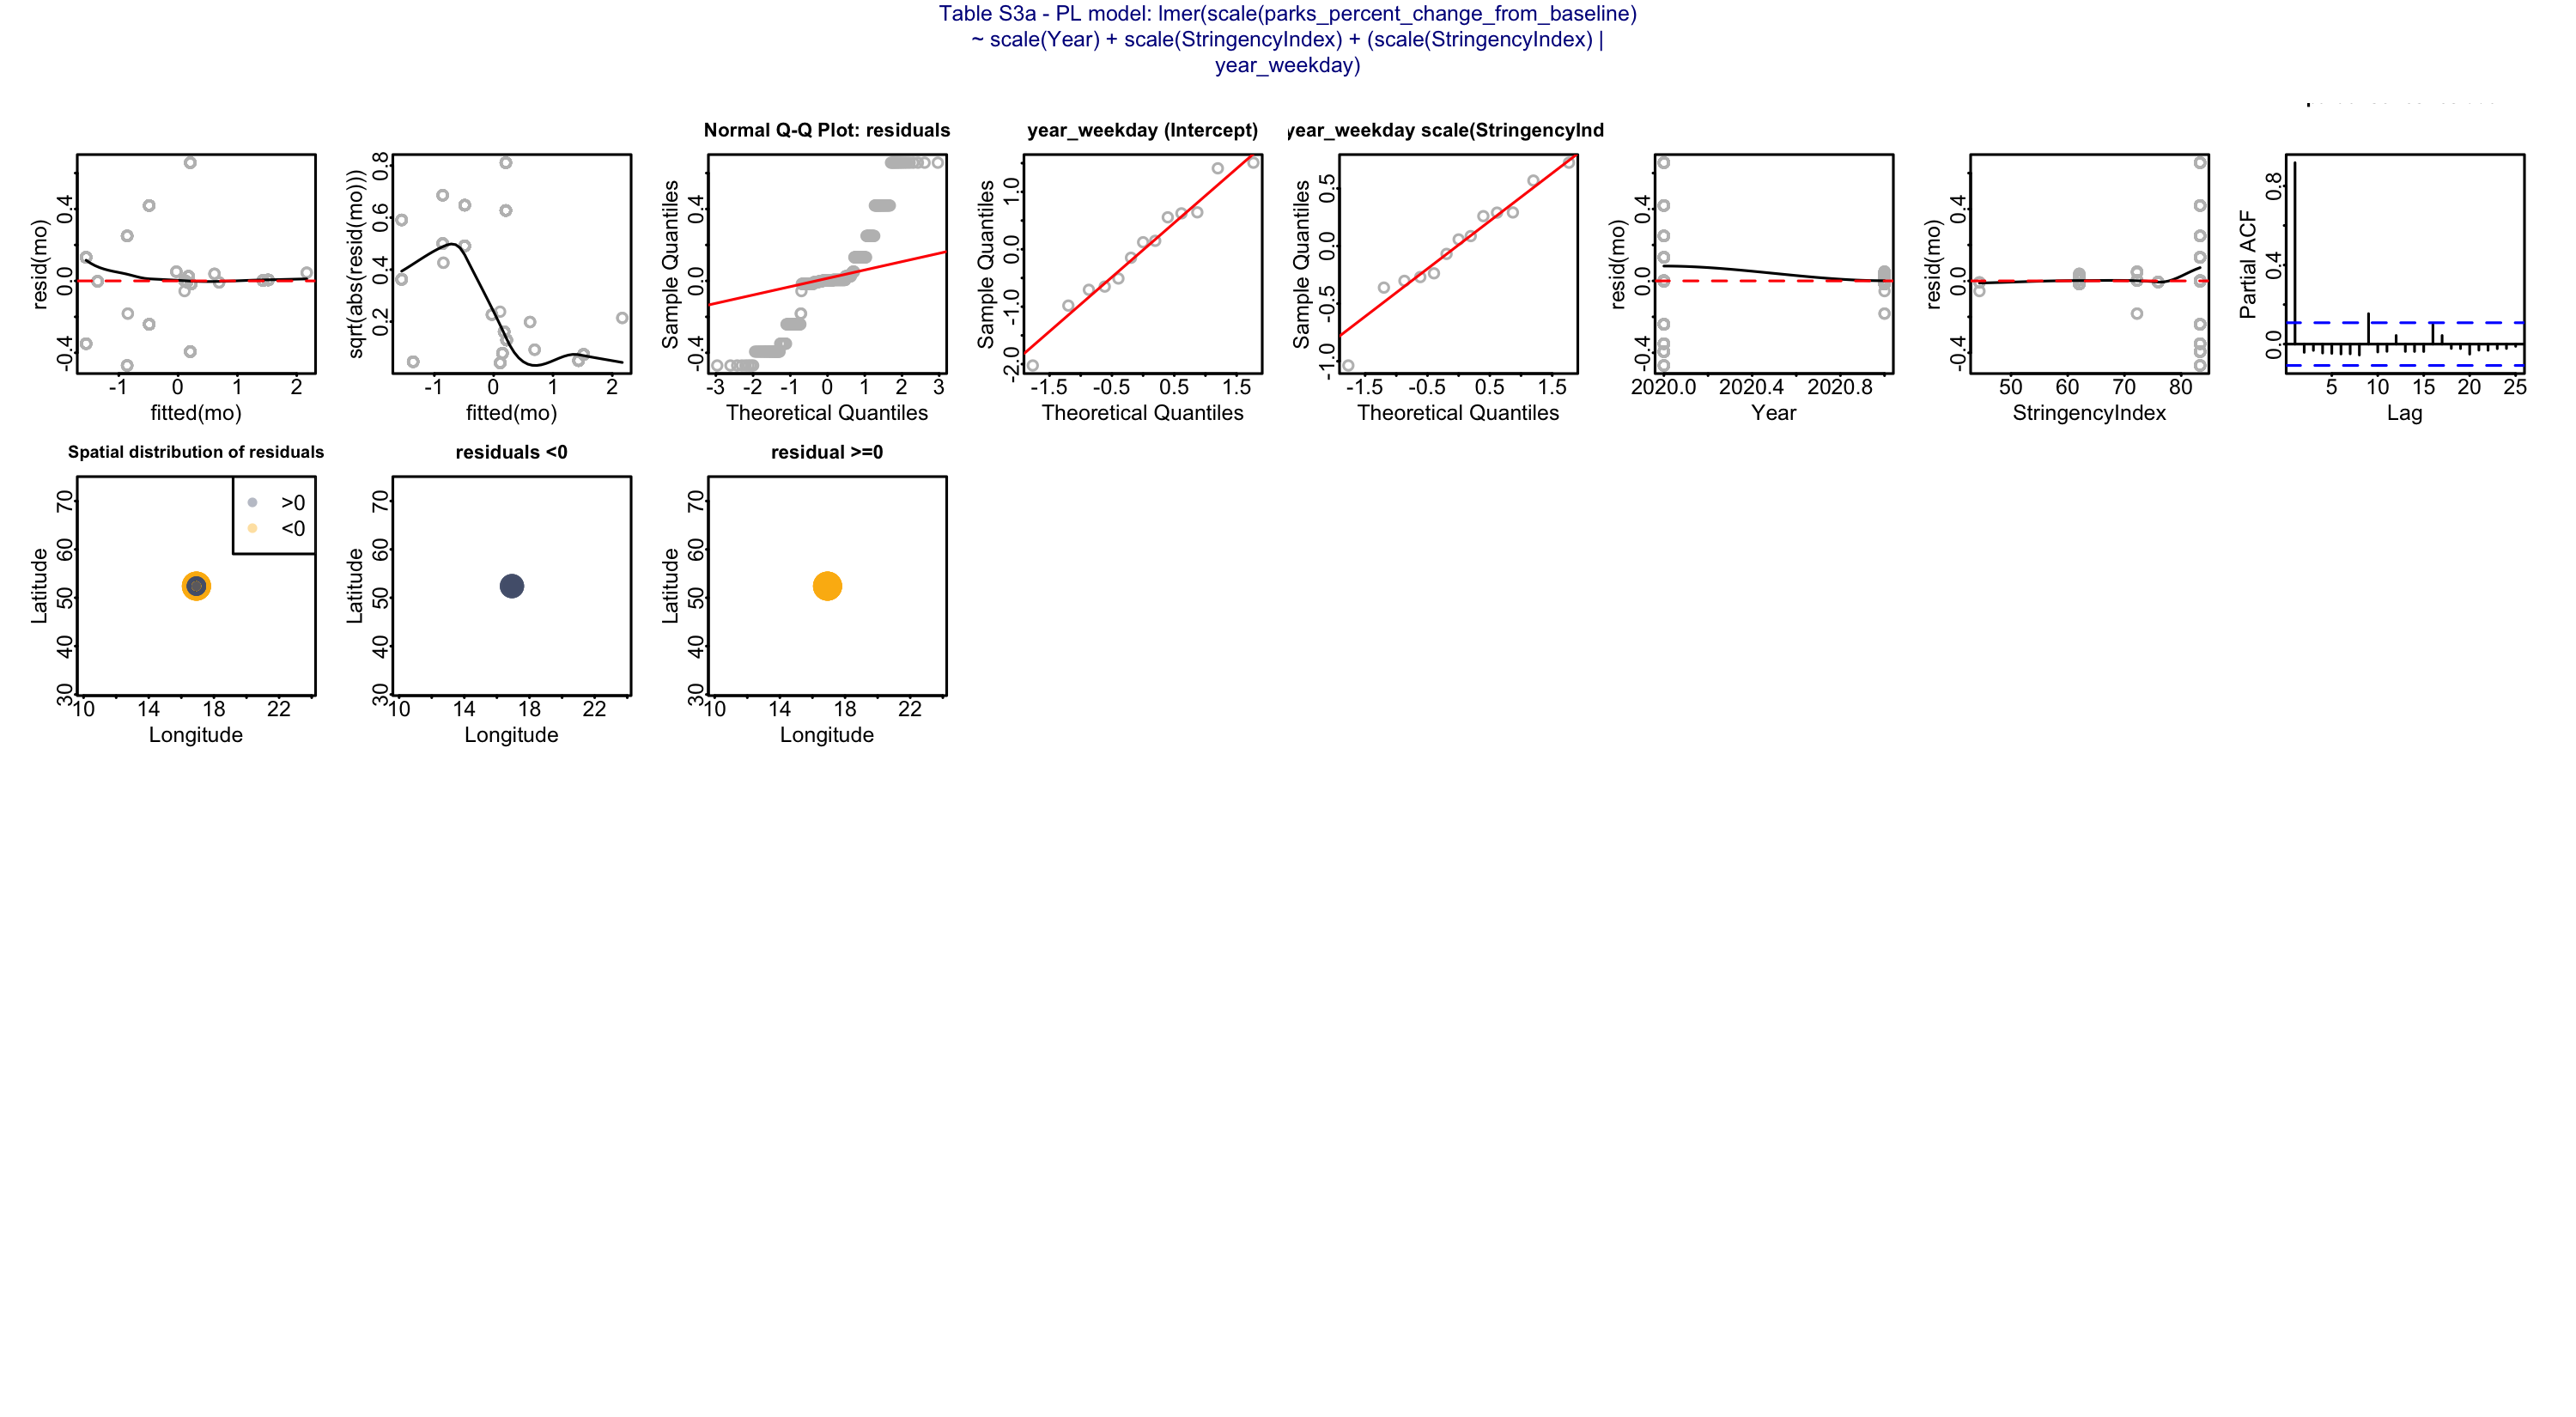 Table S3a - PL model: lmer(scale(parks_percent_change_from_baseline)
~ scale(Year) + scale(StringencyIndex) + (scale(StringencyIndex) |
year_weekday)
resid(mo)
-0.4 0.0 0.4
-1 0 1 2
fitted(mo)
sqrt(abs(resid(mo)))
0.2 0.4 0.6 0.8
-1 0 1 2
fitted(mo)
Normal Q-Q Plot: residuals
Sample Quantiles
-0.4 0.0 0.4
-3 -2 -1 0 1 2 3
Theoretical Quantiles
year_weekday (Intercept)
Sample Quantiles
-2.0 -1.0 0.0 1.0
-1.5 -0.5 0.5 1.5
Theoretical Quantiles
year_weekday scale(StringencyInd
Sample Quantiles
-1.0 -0.5 0.0 0.5
-1.5 -0.5 0.5 1.5
Theoretical Quantiles
resid(mo)
-0.4 0.0 0.4
2020.0 2020.4 2020.8
Year
resid(mo)
-0.4 0.0 0.4
50 60 70 80
StringencyIndex
Partial ACF
0.0 0.4 0.8
5 10 15 20 25
Lag
Spatial distribution of residuals
>0
<0
Latitude
30 40 50 60 70
10 14 18 22
Longitude
residuals <0
Latitude
30 40 50 60 70
10 14 18 22
Longitude
residual >=0
Latitude
30 40 50 60 70
10 14 18 22
Longitude